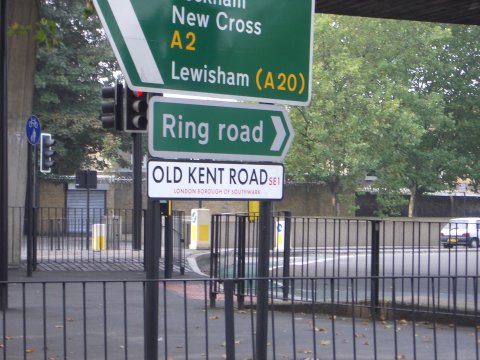 New Cross
A2
Lewisham (A20)
Ring road
OLD KENT ROAD SE1
LONDON BOROUGH OF SOUTHWARK